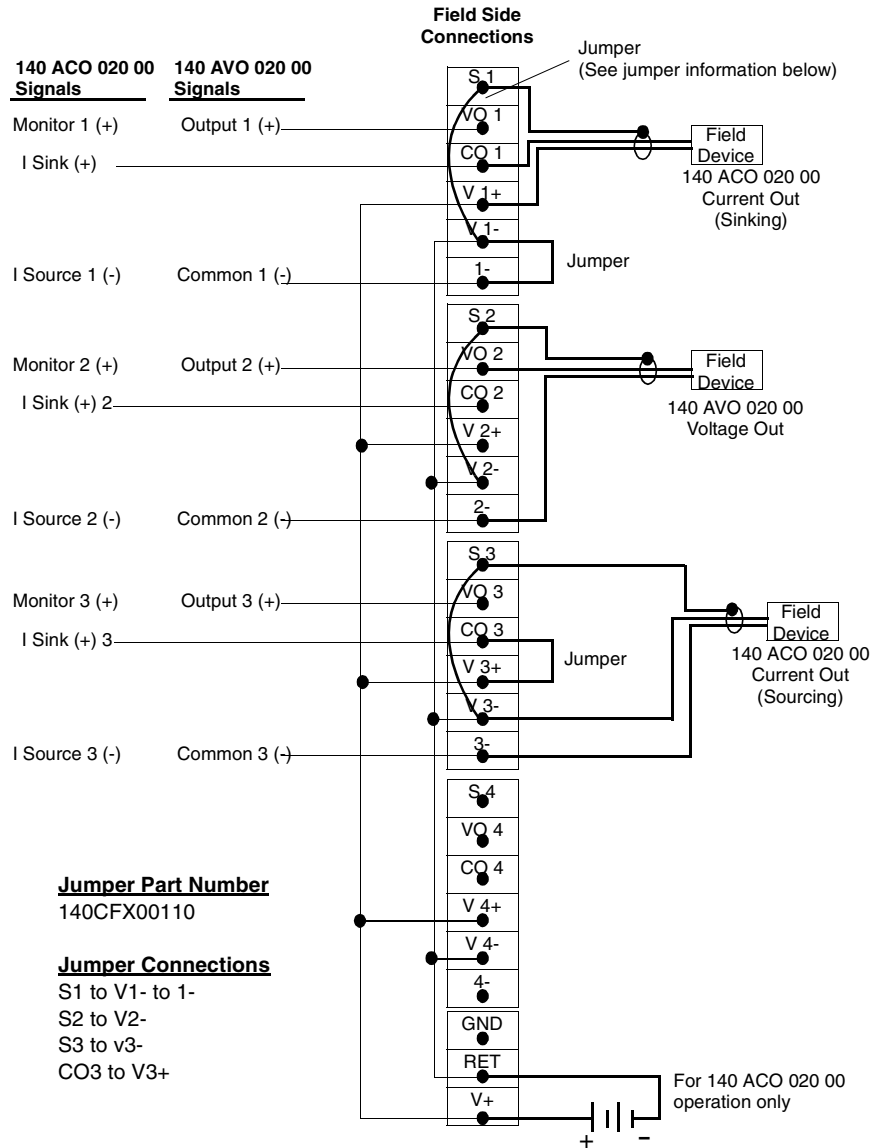 Field Side
Connections
Jumper
(See jumper information below)
140 ACO 020 00
Signals
140 AVO 020 00
Signals
S 1
Monitor 1 (+)
Output 1 (+)
VO 1
Field
Device
I Sink (+)
CO 1
140 ACO 020 00
Current Out
(Sinking)
V 1+
V 1-
Jumper
I Source 1 (-)
Common 1 (-)
1-
S 2
Monitor 2 (+)
Output 2 (+)
VO 2
Field
Device
I Sink (+) 2
CO 2
140 AVO 020 00
Voltage Out
V 2+
V 2-
I Source 2 (-)
Common 2 (-)
2-
S 3
Monitor 3 (+)
Output 3 (+)
VO 3
Field
Device
I Sink (+) 3
CO 3
140 ACO 020 00
Current Out
(Sourcing)
V 3+
Jumper
V 3-
I Source 3 (-)
Common 3 (-)
3-
S 4
VO 4
CO 4
V 4+
V 4-
4-
Jumper Part Number
140CFX00110
Jumper Connections
S1 to V1- to 1-
S2 to V2-
S3 to v3-
CO3 to V3+
GND
RET
V+
For 140 ACO 020 00
operation only
+ -